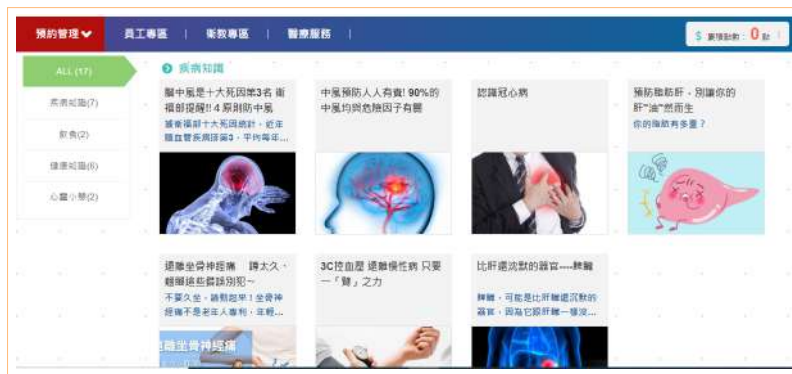 預約管理
員工專區 | 衛教專區 | 醫療服務 |
$ 累積點數: 0 點
ALL (17)
疾病知識(7)
飲食(2)
健康知識(6)
心靈小棧(2)
疾病知識
腦中風是十大死因第3名 衛
福部提醒!! 4 原則防中風
據衛福部十大死因統計,近年
腦血管疾病排第3,平均每年...
中風預防人人有責! 90%的
中風均與危險因子有關
認識冠心病
預防脂肪肝,別讓你的
肝"油"然而生
你的脂肪有多重?
遠離坐骨神經痛 蹲太久、
翹腳這些錯誤別犯~
不要久坐,請動起來!坐骨神
經痛不是老年人專利,年輕...
3C控血壓 遠離慢性病 只要
一「臂」之力
比肝還沈默的器官----胰臟
胰臟,可能是比肝臟還沉默的
器官,因為它跟肝臟一樣沒...
遠離坐骨神經痛